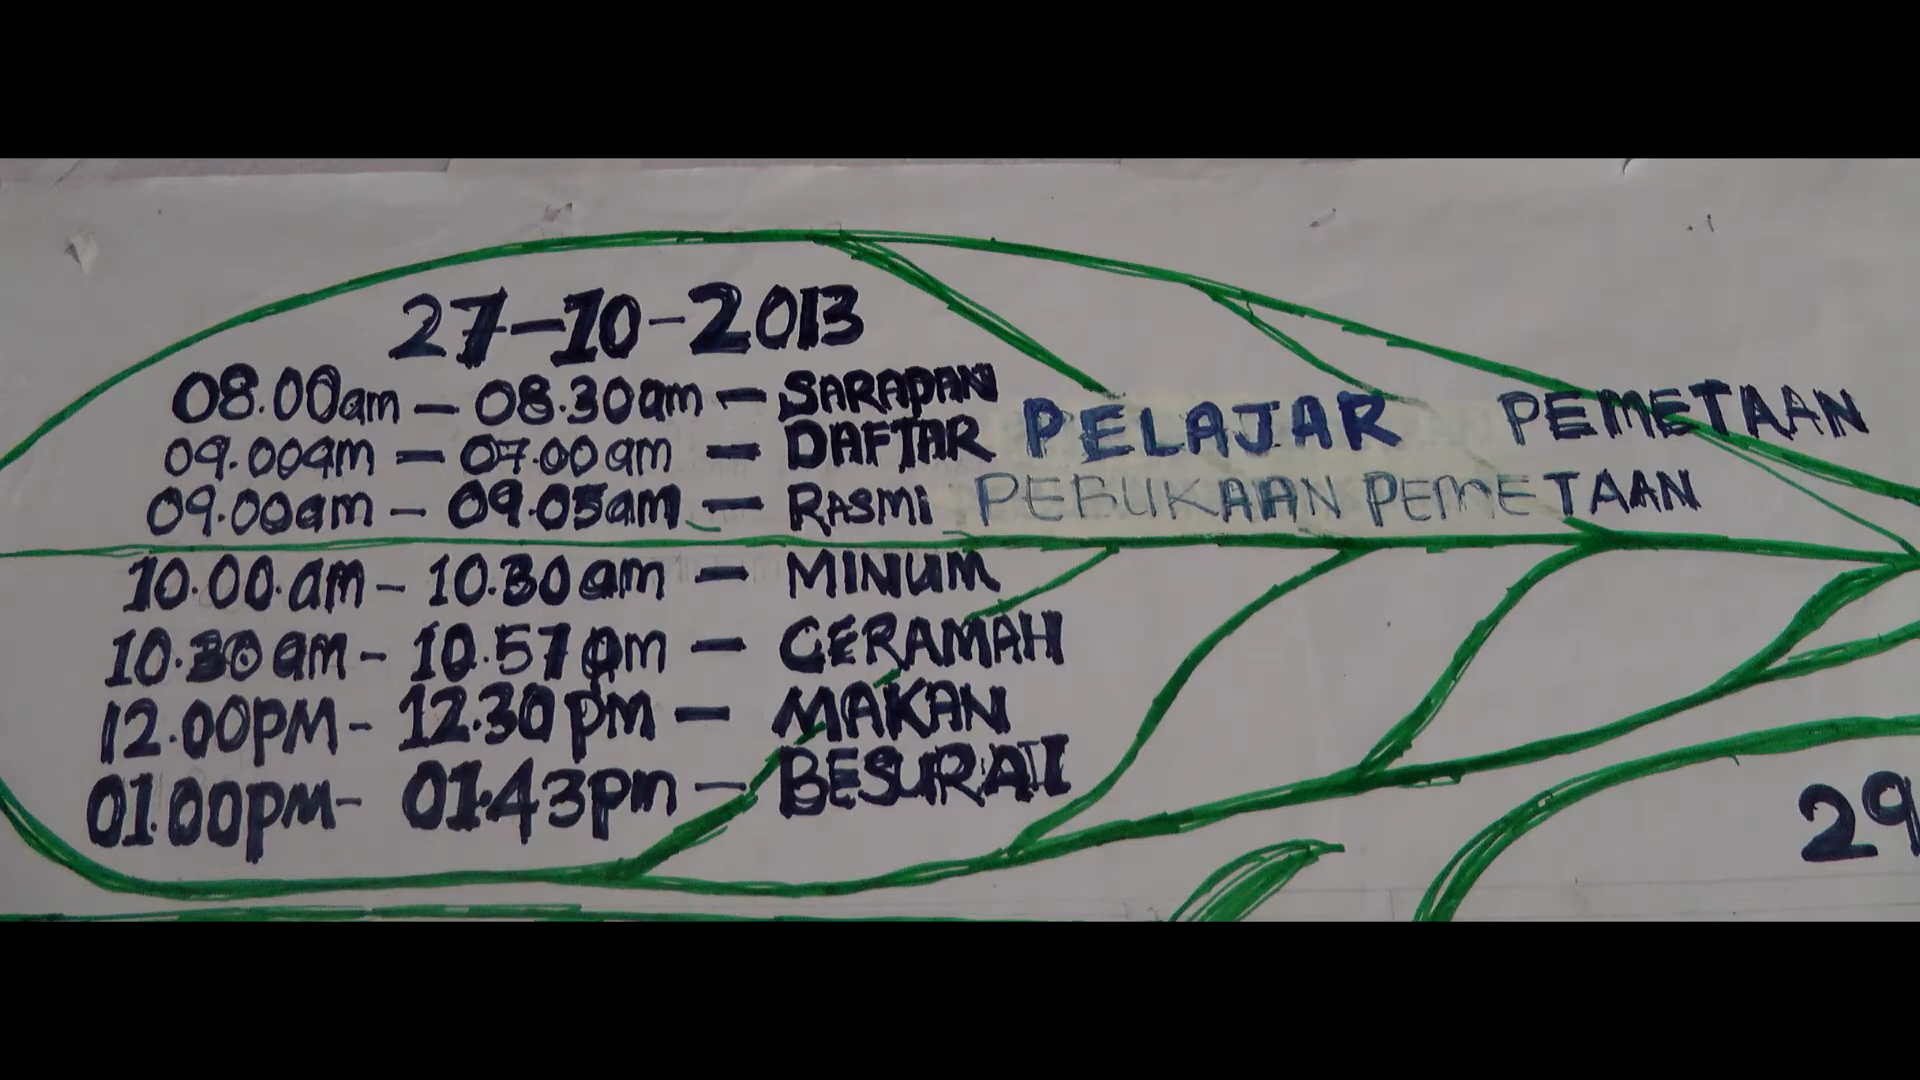 27-10-2013
08.00am - 08.30am - SARAPAN
09.00am - 07.00am - DAFTAR PELAJAR PEMETAAN
09.00am - 09.05am - RASMI PEBUKAAN PEMETAAN
10.00.am - 10.30am - MINUM
10.30am - 10.57pm - CERAMAH
12.00PM - 12.30pm - MAKAN
01.00PM - 01.43pm - BESURAI
29